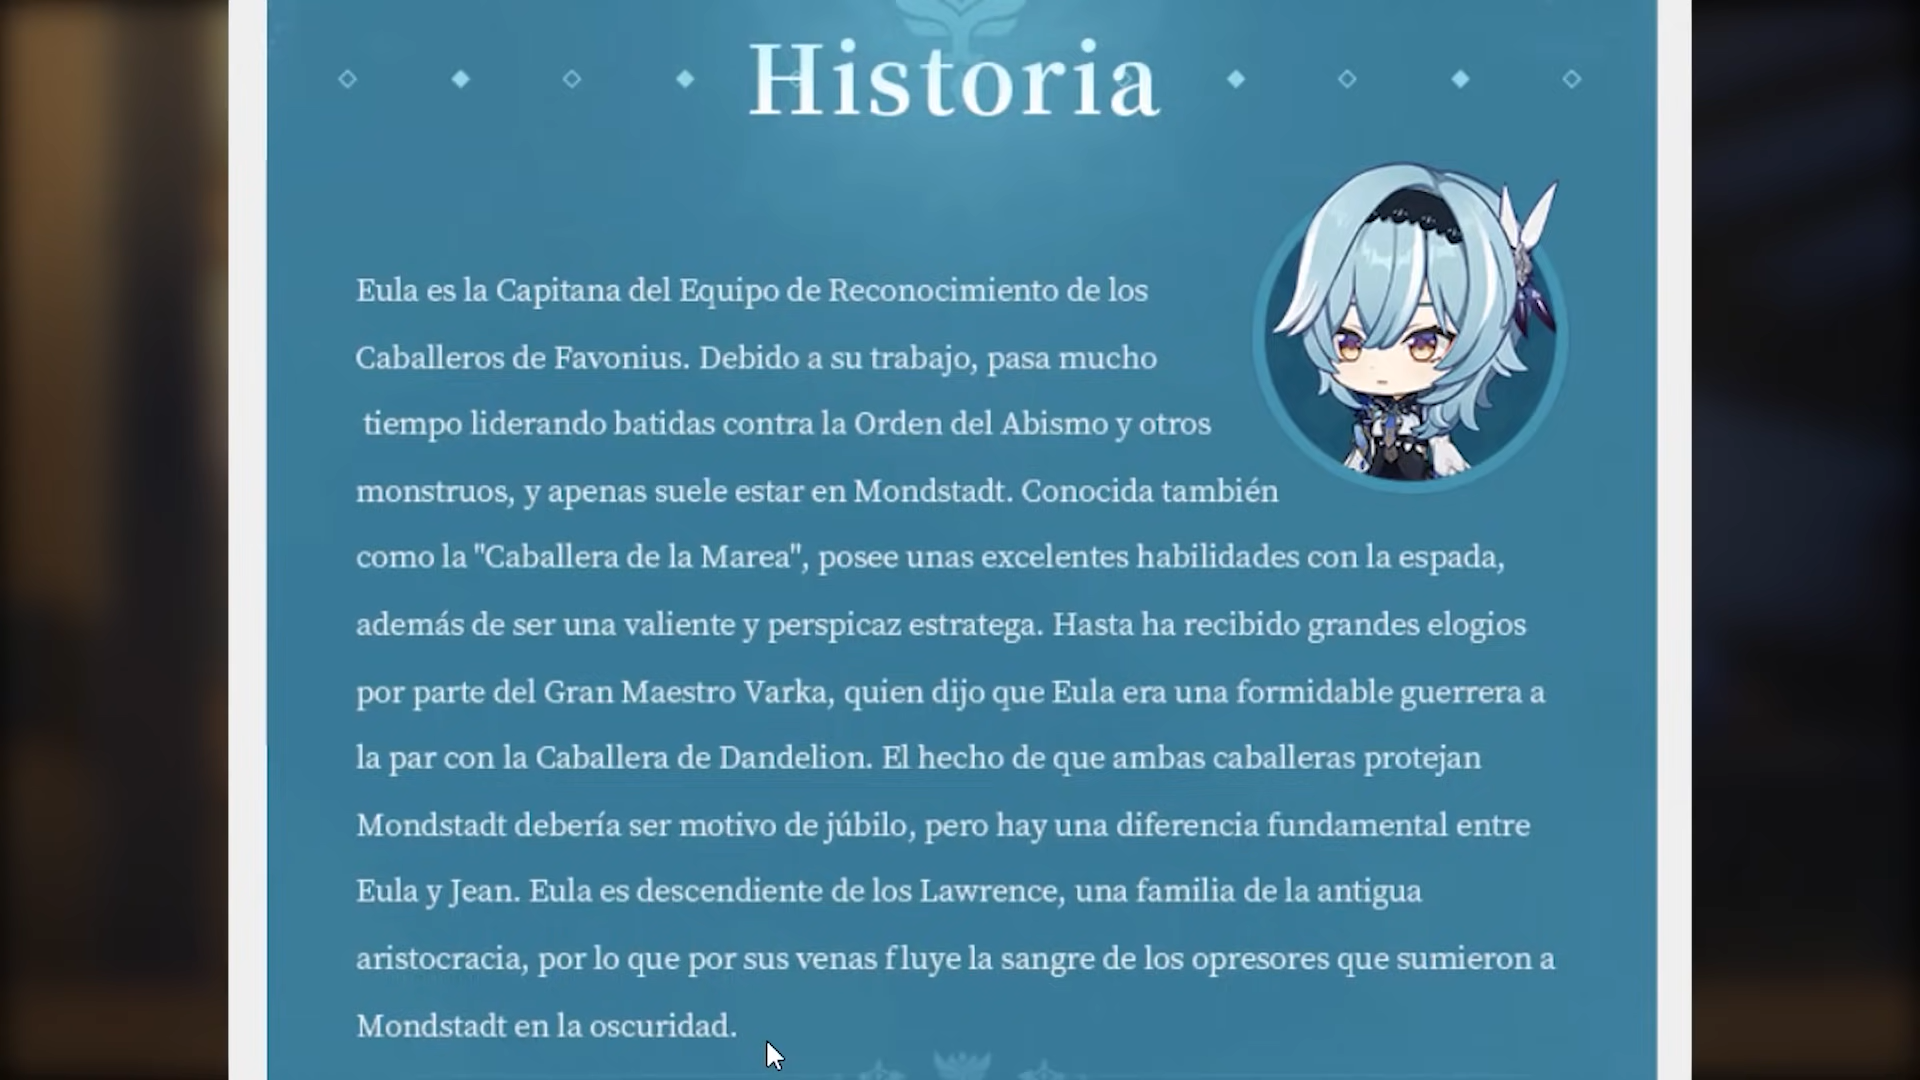 Historia
Eula es la Capitana del Equipo de Reconocimiento de los
Caballeros de Favonius. Debido a su trabajo, pasa mucho
tiempo liderando batidas contra la Orden del Abismo y otros
monstruos, y apenas suele estar en Mondstadt. Conocida también
como la "Caballera de la Marea", posee unas excelentes habilidades con la espada,
además de ser una valiente y perspicaz estratega. Hasta ha recibido grandes elogios
por parte del Gran Maestro Varka, quien dijo que Eula era una formidable guerrera a
la par con la Caballera de Dandelion. El hecho de que ambas caballeras protejan
Mondstadt debería ser motivo de júbilo, pero hay una diferencia fundamental entre
Eula y Jean. Eula es descendiente de los Lawrence, una familia de la antigua
aristocracia, por lo que por sus venas fluye la sangre de los opresores que sumieron a
Mondstadt en la oscuridad.